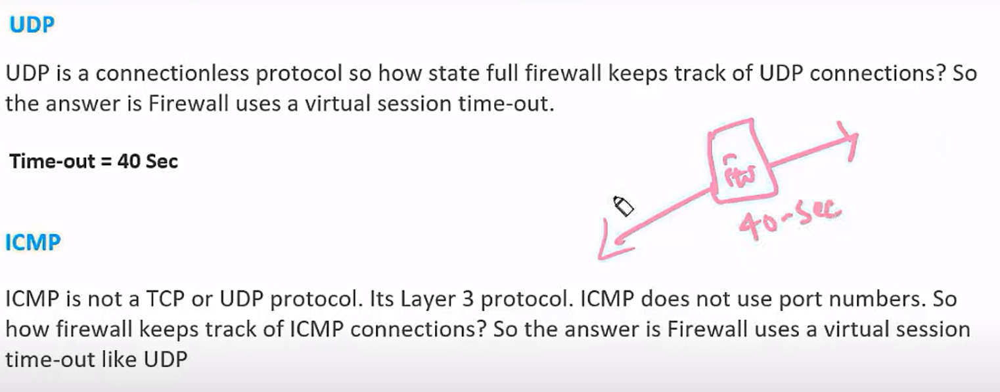 UDP
UDP is a connectionless protocol so how state full firewall keeps track of UDP connections? So
the answer is Firewall uses a virtual session time-out.
Time-out = 40 Sec
FW
40-Sec
ICMP
ICMP is not a TCP or UDP protocol. Its Layer 3 protocol. ICMP does not use port numbers. So
how firewall keeps track of ICMP connections? So the answer is Firewall uses a virtual session
time-out like UDP